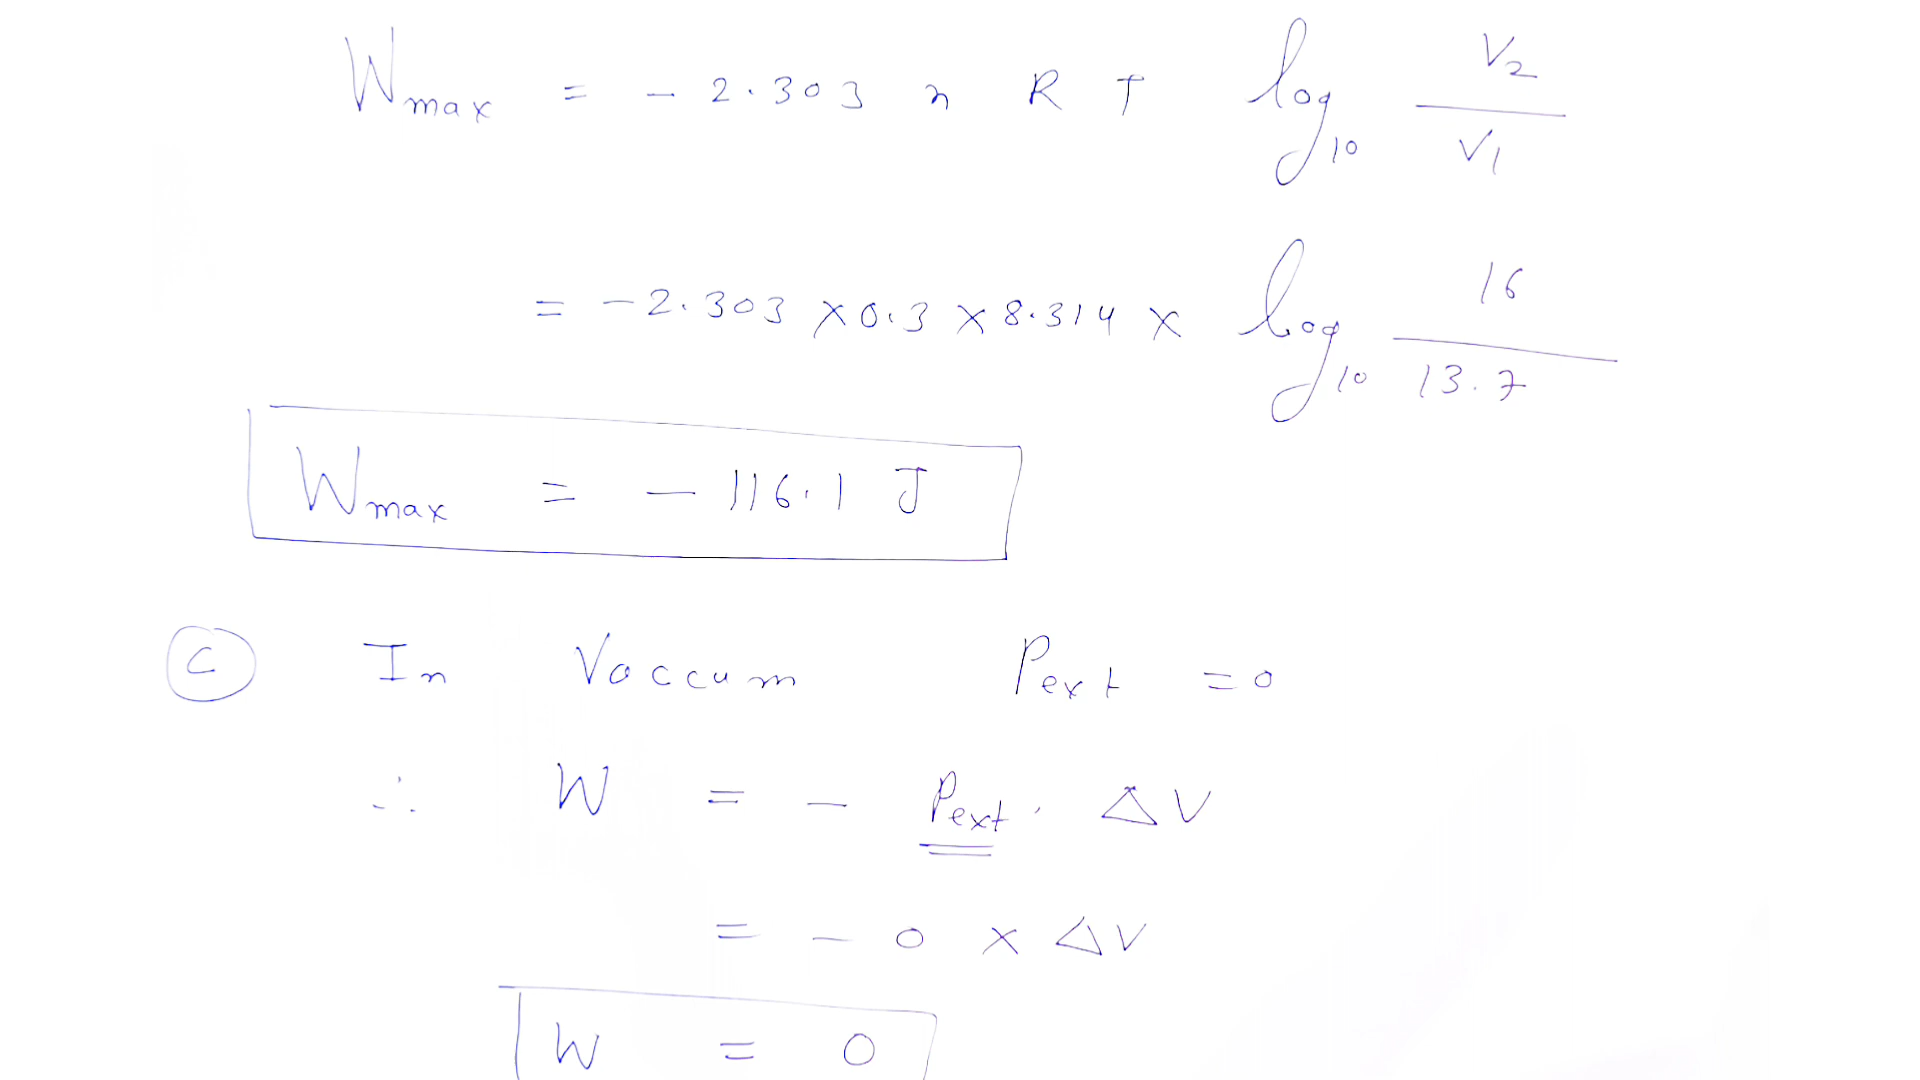 Wmax = - 2.303 n R T log10 V2/V1
= -2.303 × 0.3 × 8.314 × log10 16/13.7
Wmax = - 116.1 J
C In Vaccum Pext = 0
∴ W = - Pext . ΔV
= - 0 × ΔV
W = 0